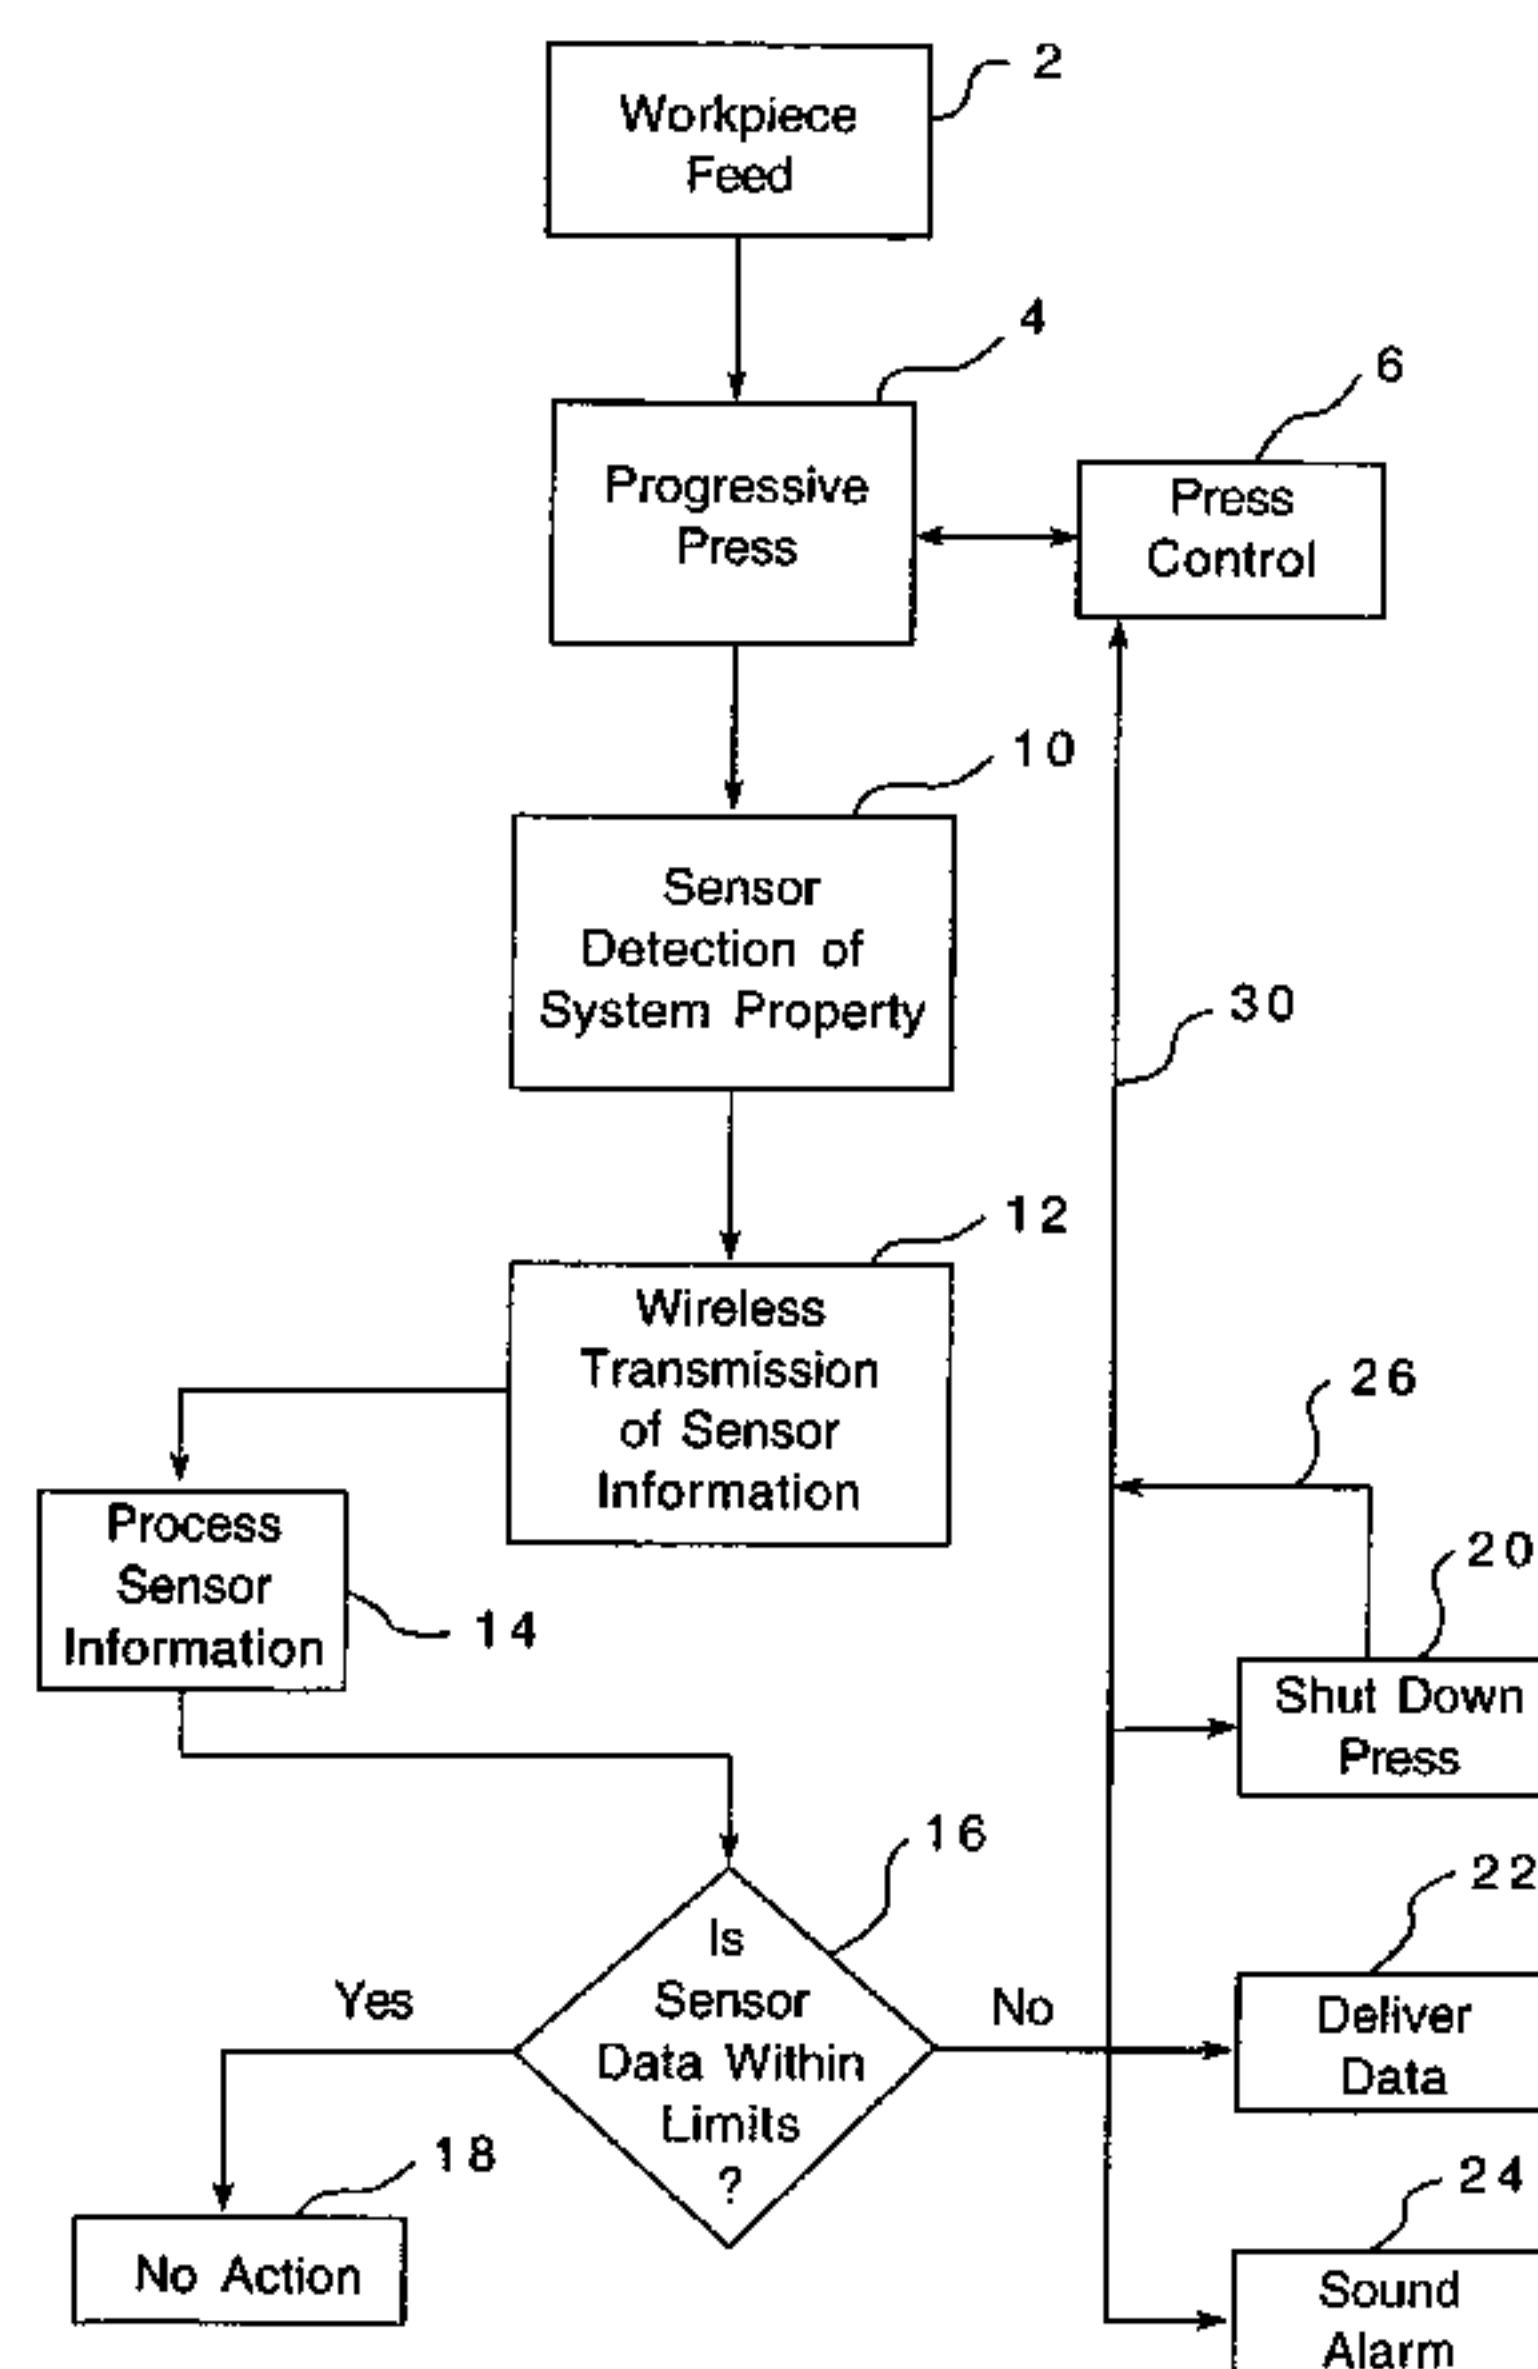 2
Workpiece
Feed
4
6
Progressive
Press
Press
Control
10
Sensor
Detection of
System Property
30
12
Wireless
Transmission
of Sensor
Information
26
Process
Sensor
Information
14
20
Shut Down
Press
16
Is
Sensor
Data Within
Limits
?
Yes
No
22
Deliver
Data
18
No Action
24
Sound
Alarm